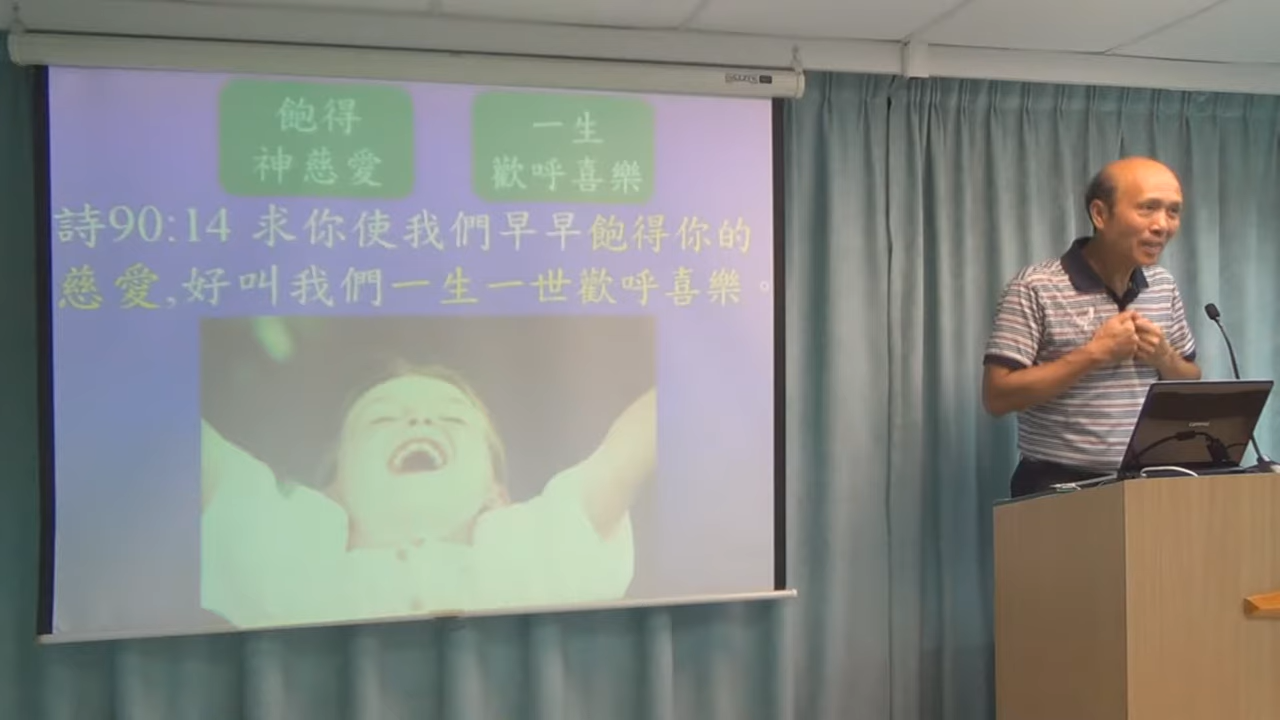 飽得
神慈愛
一生
歡呼喜樂
詩90:14 求你使我們早早飽得你的
慈愛,好叫我們一生一世歡呼喜樂。